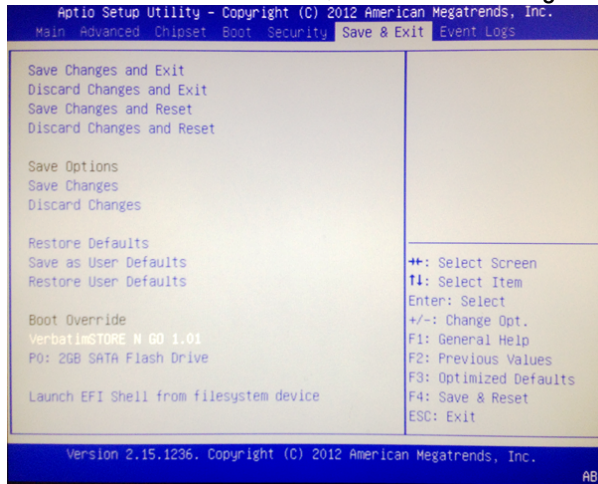 Aptio Setup Utility – Copyright (C) 2012 American Megatrends, Inc.
Main Advanced Chipset Boot Security Save & Exit Event Logs
Save Changes and Exit
Discard Changes and Exit
Save Changes and Reset
Discard Changes and Reset
Save Options
Save Changes
Discard Changes
Restore Defaults
Save as User Defaults
Restore User Defaults
Boot Override
VerbatimSTORE N GO 1.01
P0: 2GB SATA Flash Drive
Launch EFI Shell from filesystem device
→←: Select Screen
↑↓: Select Item
Enter: Select
+/-: Change Opt.
F1: General Help
F2: Previous Values
F3: Optimized Defaults
F4: Save & Reset
ESC: Exit
Version 2.15.1236. Copyright (C) 2012 American Megatrends, Inc.
AB